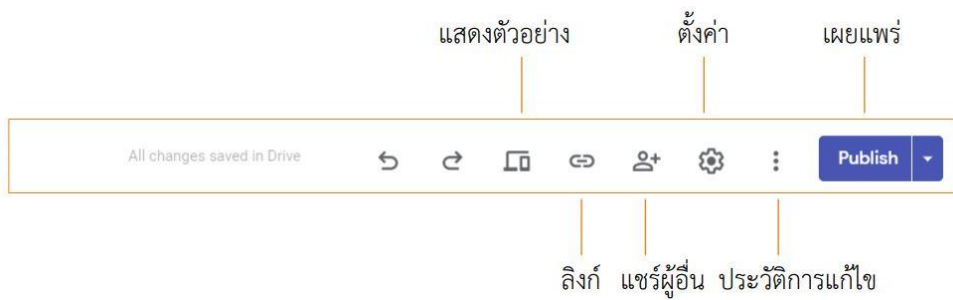 แสดงตัวอย่าง ตั้งค่า เผยแพร่
All changes saved in Drive Publish
ลิงก์ แชร์ผู้อื่น ประวัติการแก้ไข